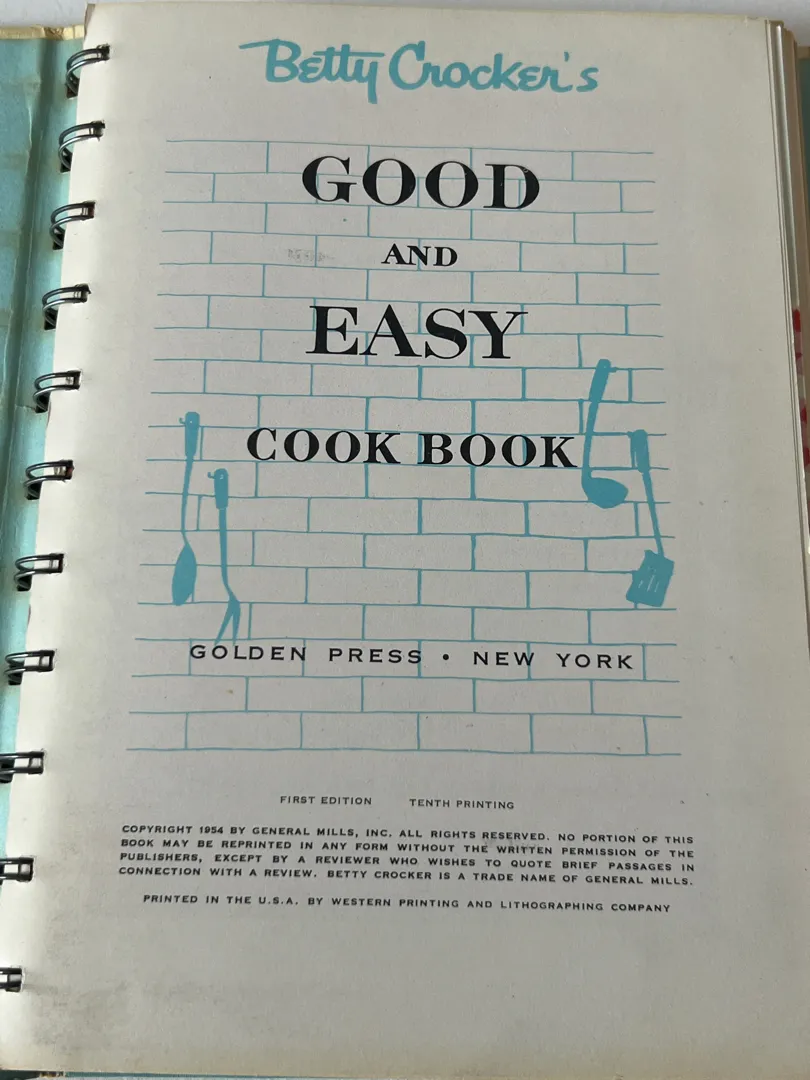 Betty Crocker's
GOOD
AND
EASY
COOK BOOK
GOLDEN PRESS • NEW YORK
FIRST EDITION TENTH PRINTING
COPYRIGHT 1954 BY GENERAL MILLS, INC. ALL RIGHTS RESERVED. NO PORTION OF THIS
BOOK MAY BE REPRINTED IN ANY FORM WITHOUT THE WRITTEN PERMISSION OF THE
PUBLISHERS, EXCEPT BY A REVIEWER WHO WISHES TO QUOTE BRIEF PASSAGES IN
CONNECTION WITH A REVIEW. BETTY CROCKER IS A TRADE NAME OF GENERAL MILLS.
PRINTED IN THE U.S.A. BY WESTERN PRINTING AND LITHOGRAPHING COMPANY